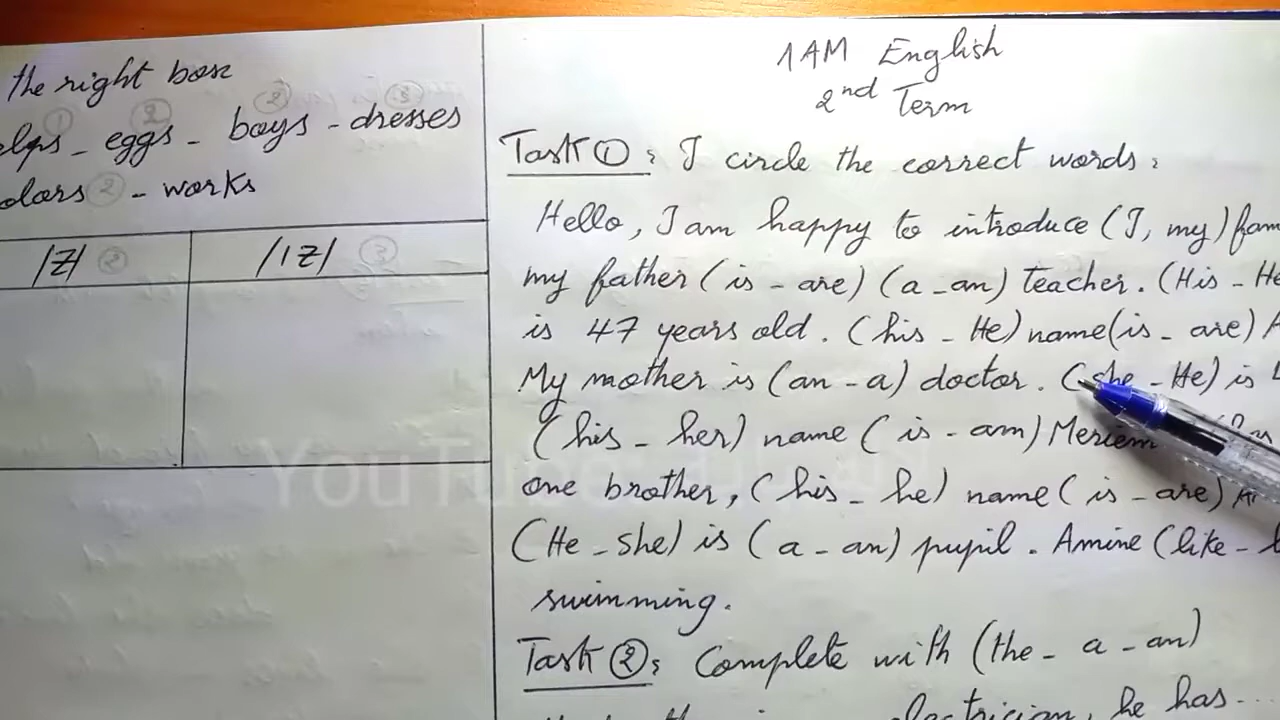 the right box
elps - eggs - boys - dresses
olors - works
/Z/ /IZ/
1AM English
2nd Term
Task 1: I circle the correct words:
Hello, I am happy to introduce (I, my) fam
my father (is - are) (a - an) teacher. (His - He
is 47 years old. (his - He) name (is - are) A
My mother is (an - a) doctor. (she - He) is 4
(his - her) name (is - am) Meriem
one brother, (his - he) name (is - are)
(He - she) is (a - an) pupil. Amine (like - l
swimming.
Task 2: Complete with (the - a - an)
electrician, he has...